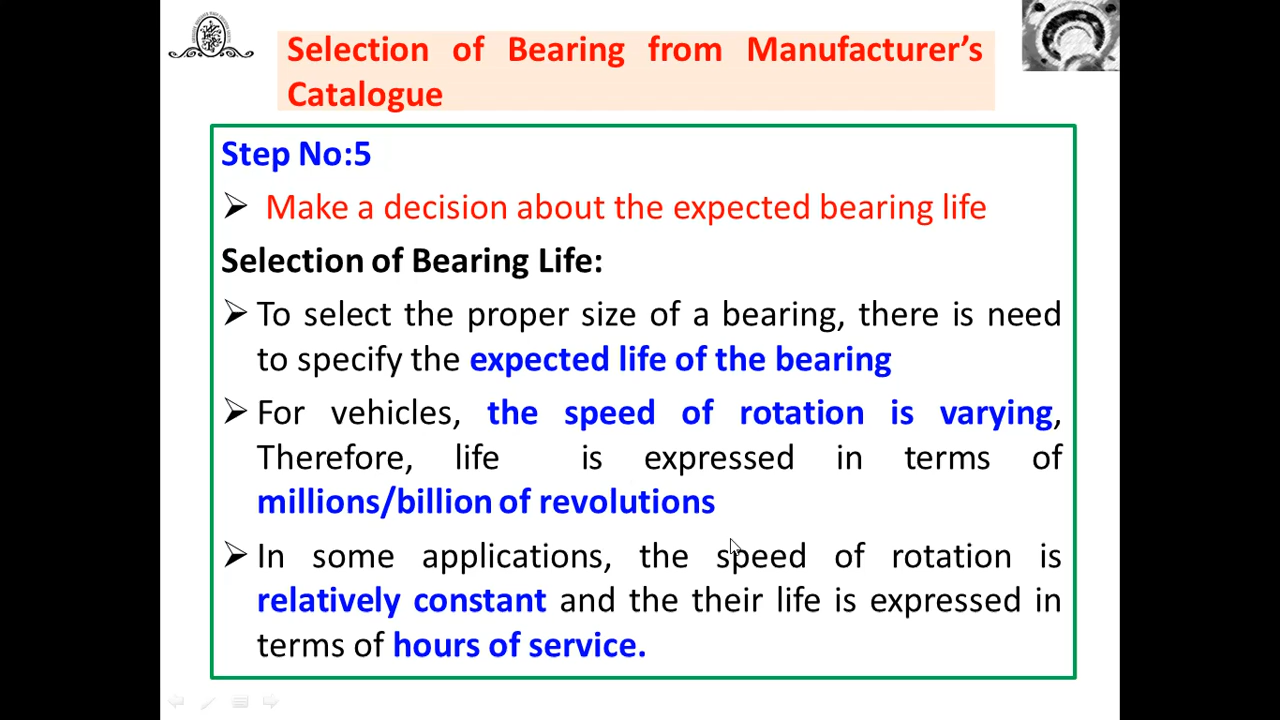 Selection of Bearing from Manufacturer's
Catalogue
Step No:5
Make a decision about the expected bearing life
Selection of Bearing Life:
To select the proper size of a bearing, there is need
to specify the expected life of the bearing
For vehicles, the speed of rotation is varying,
Therefore, life is expressed in terms of
millions/billion of revolutions
In some applications, the speed of rotation is
relatively constant and the their life is expressed in
terms of hours of service.